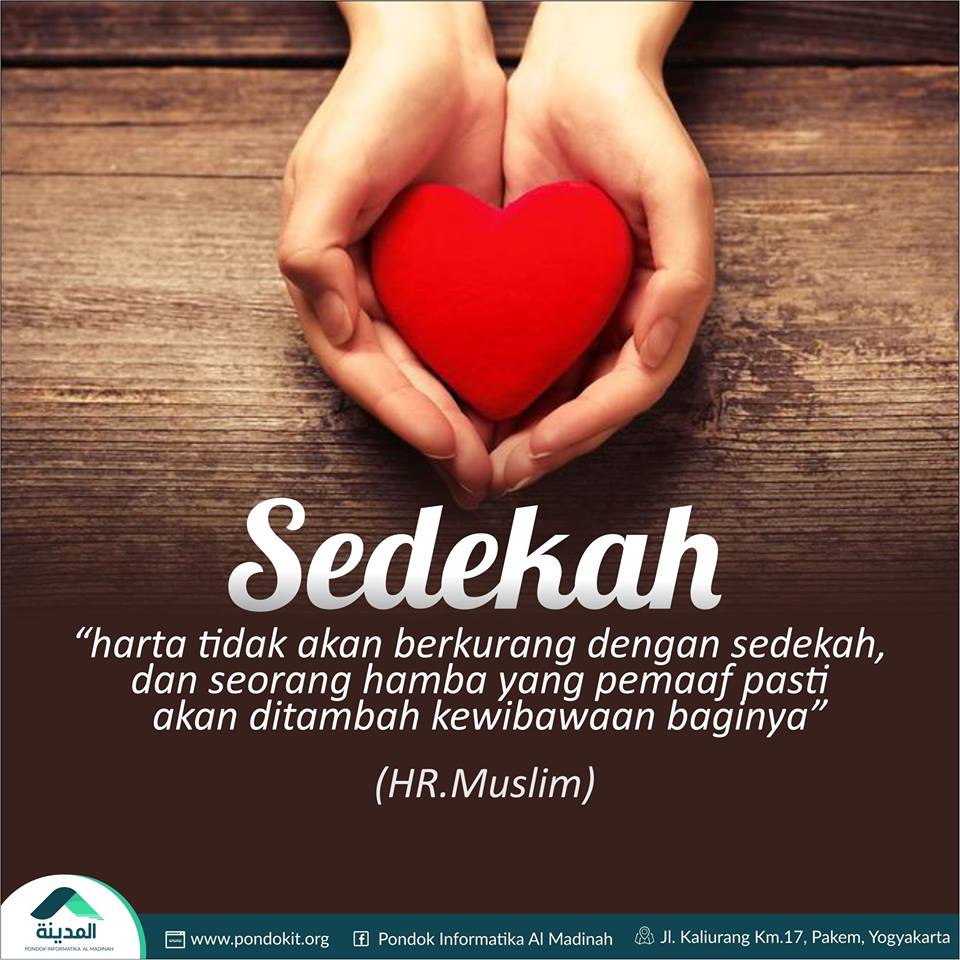 Sedekah
“harta tidak akan berkurang dengan sedekah,
dan seorang hamba yang pemaaf pasti
akan ditambah kewibawaan baginya”
(HR.Muslim)
المدينة
PONDOK INFORMATIKA AL MADINAH
www.pondokit.org
Pondok Informatika Al Madinah
Jl. Kaliurang Km.17, Pakem, Yogyakarta